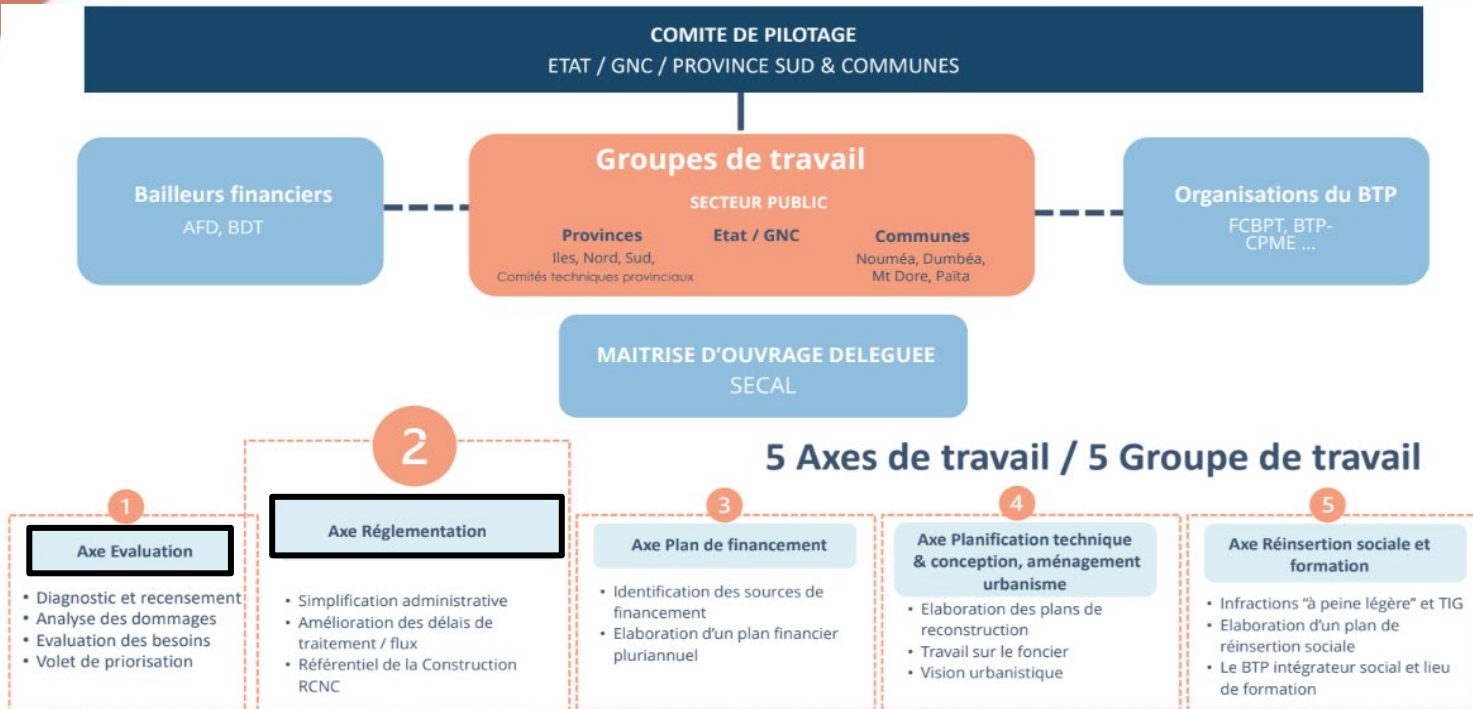 COMITE DE PILOTAGE
ETAT / GNC / PROVINCE SUD & COMMUNES
Bailleurs financiers
AFD, BDT
Groupes de travail
SECTEUR PUBLIC
Provinces
Iles, Nord, Sud,
Comités techniques provinciaux
Etat / GNC
Communes
Nouméa, Dumbéa,
Mt Dore, Païta
Organisations du BTP
FCBPT, BTP-
CPME ...
MAITRISE D'OUVRAGE DELEGUEE
SECAL
5 Axes de travail / 5 Groupe de travail
1
Axe Evaluation
• Diagnostic et recensement
• Analyse des dommages
• Evaluation des besoins
• Volet de priorisation
2
Axe Réglementation
• Simplification administrative
• Amélioration des délais de
traitement / flux
• Référentiel de la Construction
RCNC
3
Axe Plan de financement
• Identification des sources de
financement
• Elaboration d'un plan financier
pluriannuel
4
Axe Planification technique
& conception, aménagement
urbanisme
• Elaboration des plans de
reconstruction
• Travail sur le foncier
• Vision urbanistique
5
Axe Réinsertion sociale et
formation
• Infractions "à peine légère" et TIG
• Elaboration d'un plan de
réinsertion sociale
• Le BTP intégrateur social et lieu
de formation